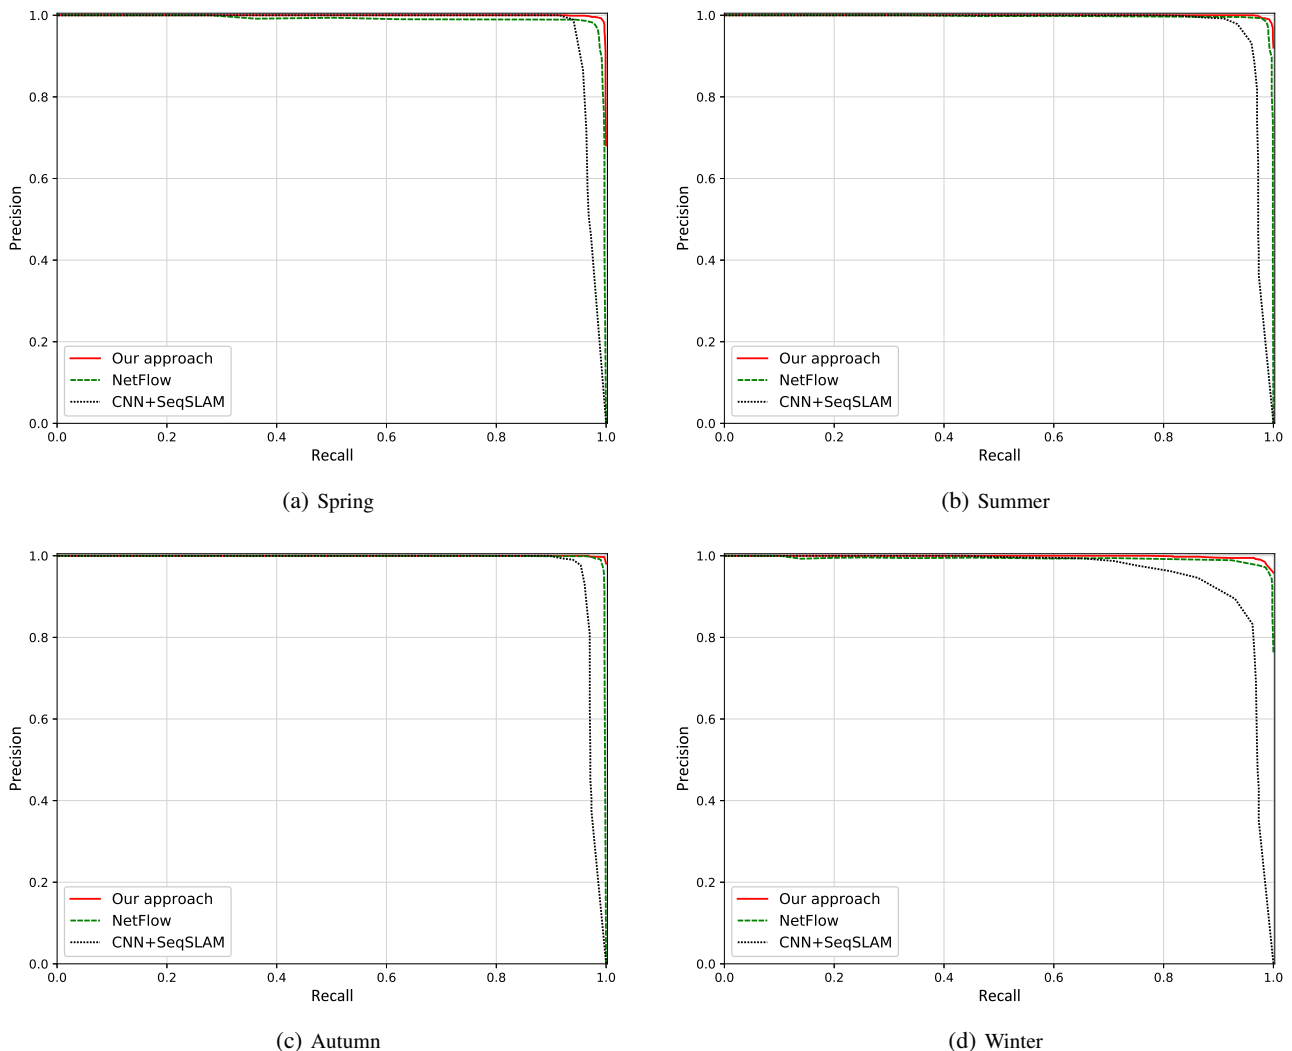 1.0
0.8
0.6
0.4
0.2
0.0
Precision
Our approach
NetFlow
CNN+SeqSLAM
0.0 0.2 0.4 0.6 0.8 1.0
Recall
(a) Spring
1.0
0.8
0.6
0.4
0.2
0.0
Precision
Our approach
NetFlow
CNN+SeqSLAM
0.0 0.2 0.4 0.6 0.8 1.0
Recall
(b) Summer
1.0
0.8
0.6
0.4
0.2
0.0
Precision
Our approach
NetFlow
CNN+SeqSLAM
0.0 0.2 0.4 0.6 0.8 1.0
Recall
(c) Autumn
1.0
0.8
0.6
0.4
0.2
0.0
Precision
Our approach
NetFlow
CNN+SeqSLAM
0.0 0.2 0.4 0.6 0.8 1.0
Recall
(d) Winter